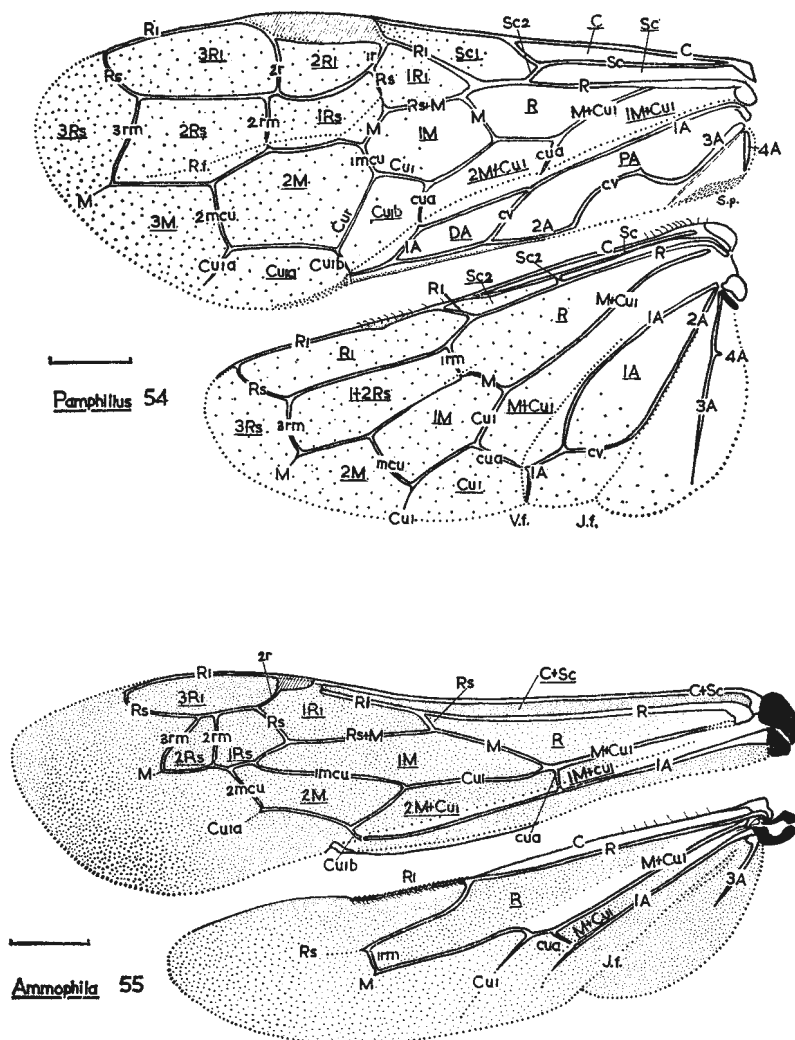 R1 3R1 2r 2R1 1r R1 Sc1 Sc2 C Sc C
Rs Rs 1R1 Sc
3Rs 3rm 2Rs 2rm 1Rs Rs+M R M+Cu1 1M+Cu1 1A 3A 4A
R.f. M 1M M
M 1mcu Cu1 2M+Cu1 cua PA
2M cua S.p.
3M 2mcu Cu1 Cu1b cv cv
1A DA 2A
Cu1a Cu1a Cu1b
C Sc
Sc2 Sc2 R
R1 R M+Cu1
R1 R1 1A 2A 4A
1rm
Rs 1+2Rs M 1A 3A
3Rs 3rm 1M Cu1 M+Cu1
M 2M mcu cua 1A cv
Cu1 Cu1 V.f. J.f.
Pamphilius 54
2r
R1 Rs C+Sc C+Sc
3R1 1R1 R1 R
Rs Rs Rs+M R
3rm 2rm M M+Cu1
M 2Rs 1Rs 1M 1M+Cu1 1A
2mcu 1mcu Cu1
2M 2M+Cu1
Cu1a cua
Cu1b C R
R1 M+Cu1 3A
R 1A
M+Cu1
Rs 1rm cua J.f.
M Cu1
Ammophila 55